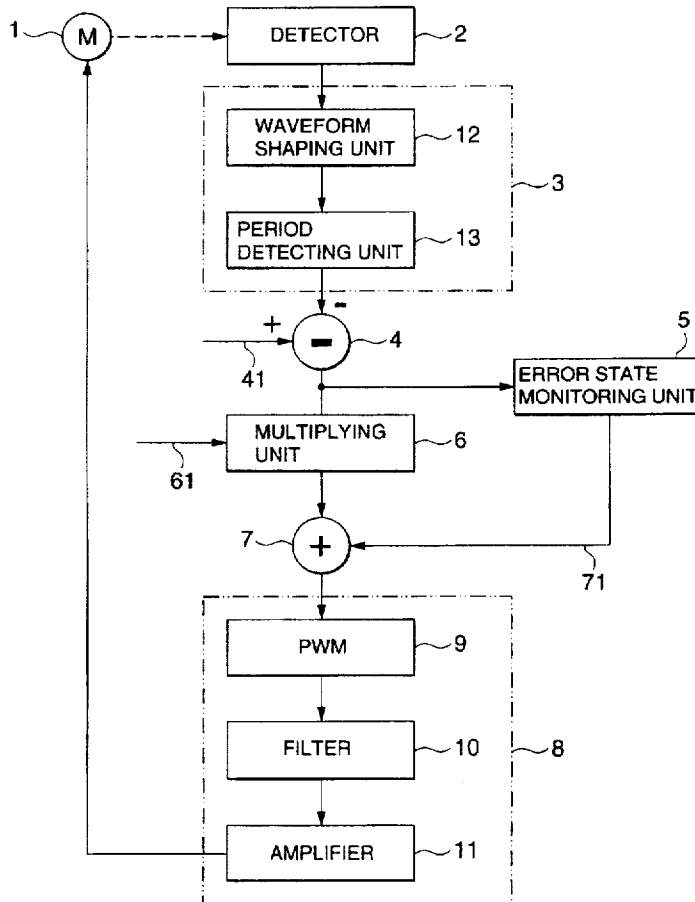 1
M
DETECTOR
2
WAVEFORM
SHAPING UNIT
12
3
PERIOD
DETECTING UNIT
13
-
+
-
4
41
5
ERROR STATE
MONITORING UNIT
MULTIPLYING
UNIT
6
61
7
+
71
PWM
9
FILTER
10
8
AMPLIFIER
11